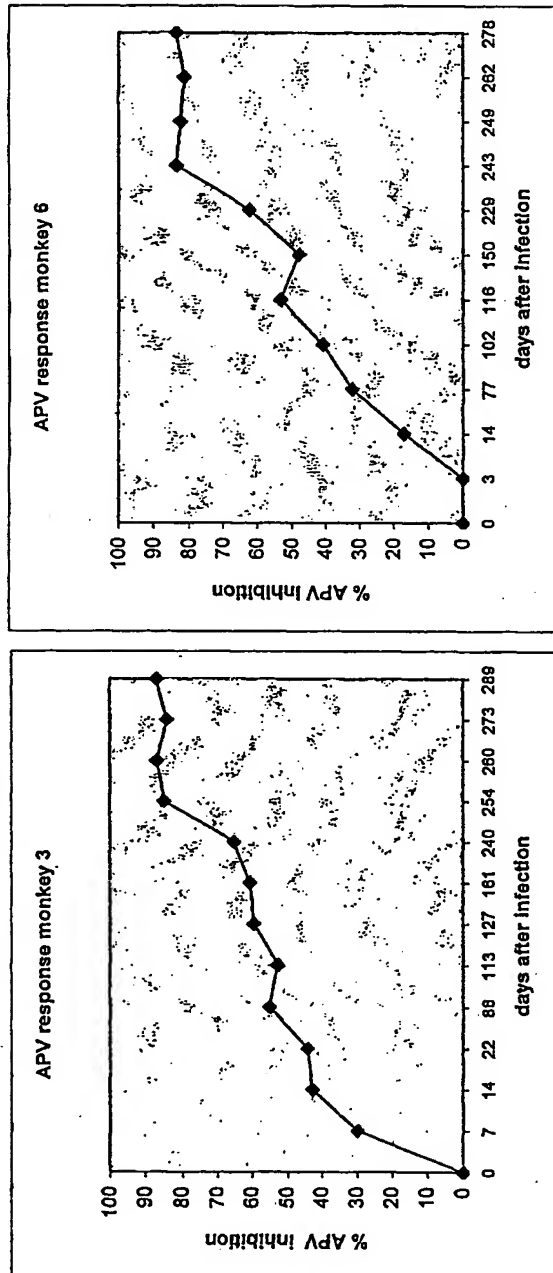 APV response monkey 3
100
90
80
70
60
50
40
30
20
10
0
% APV inhibition
0 7 14 22 88 113 127 161 240 254 260 273 289
days after infection
APV response monkey 6
100
90
80
70
60
50
40
30
20
10
0
% APV inhibition
0 3 14 77 102 116 150 229 243 249 262 278
days after infection